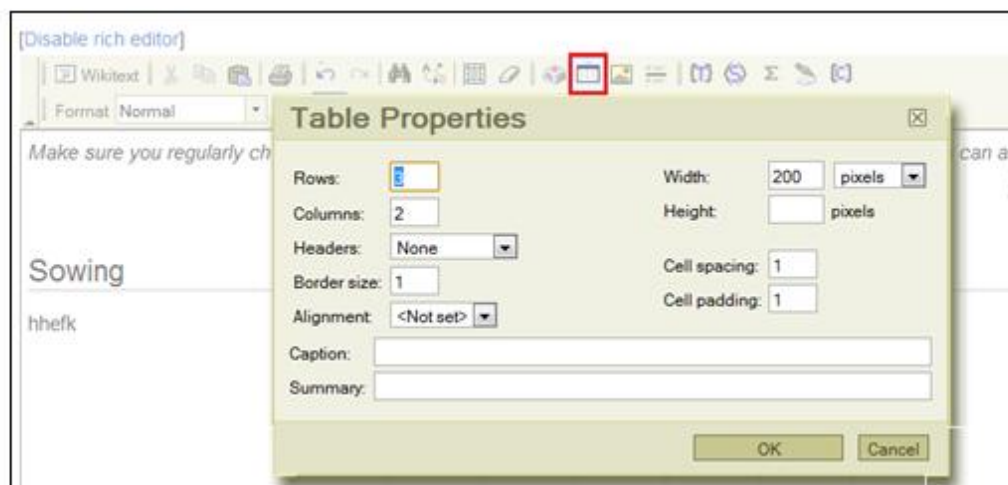 [Disable rich editor]
Wikitext
Format Normal
Table Properties
Make sure you regularly ch
can a
Rows: 3
Width: 200 pixels
Columns: 2
Height: pixels
Headers: None
Cell spacing: 1
Border size: 1
Cell padding: 1
Alignment: <Not set>
Sowing
hhefk
Caption:
Summary:
OK Cancel